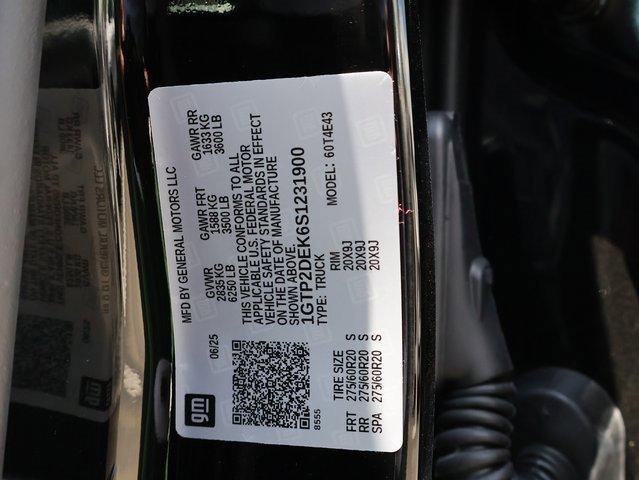 gm
MFD BY GENERAL MOTORS LLC
06/25
GVWR GAWR FRT GAWR RR
2835 KG 1588 KG 1633 KG
6250 LB 3500 LB 3600 LB
THIS VEHICLE CONFORMS TO ALL
APPLICABLE U.S. FEDERAL MOTOR
VEHICLE SAFETY, STANDARDS IN EFFECT
ON THE DATE OF MANUFACTURE
SHOWN ABOVE.
1GTP2DEK6S1231900
TYPE: TRUCK MODEL: 60T4E43
8555
TIRE SIZE RIM
FRT 275/60R20 S 20X9J
RR 275/60R20 S 20X9J
SPA 275/60R20 S 20X9J